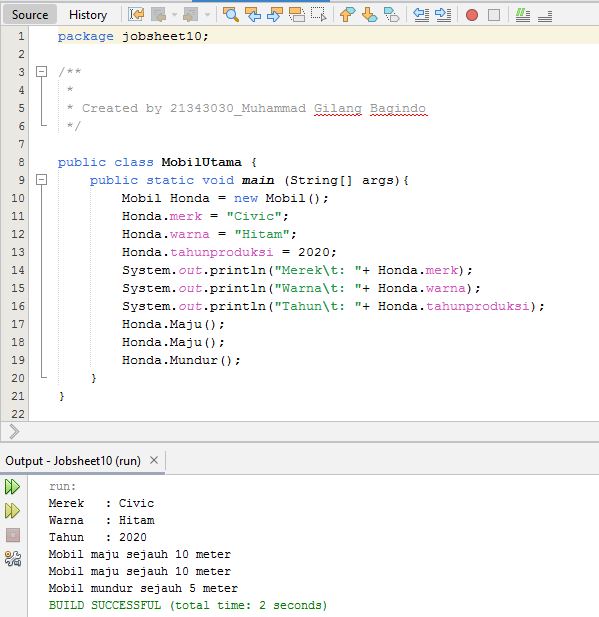 Source History
1 package jobsheet10;
2
3 /**
4 *
5 * Created by 21343030_Muhammad Gilang Bagindo
6 */
7
8 public class MobilUtama {
9 public static void main (String[] args){
10 Mobil Honda = new Mobil();
11 Honda.merk = "Civic";
12 Honda.warna = "Hitam";
13 Honda.tahunproduksi = 2020;
14 System.out.println("Merek\t: "+ Honda.merk);
15 System.out.println("Warna\t: "+ Honda.warna);
16 System.out.println("Tahun\t: "+ Honda.tahunproduksi);
17 Honda.Maju();
18 Honda.Maju();
19 Honda.Mundur();
20 }
21 }
22
Output - Jobsheet10 (run) ×
run:
Merek : Civic
Warna : Hitam
Tahun : 2020
Mobil maju sejauh 10 meter
Mobil maju sejauh 10 meter
Mobil mundur sejauh 5 meter
BUILD SUCCESSFUL (total time: 2 seconds)